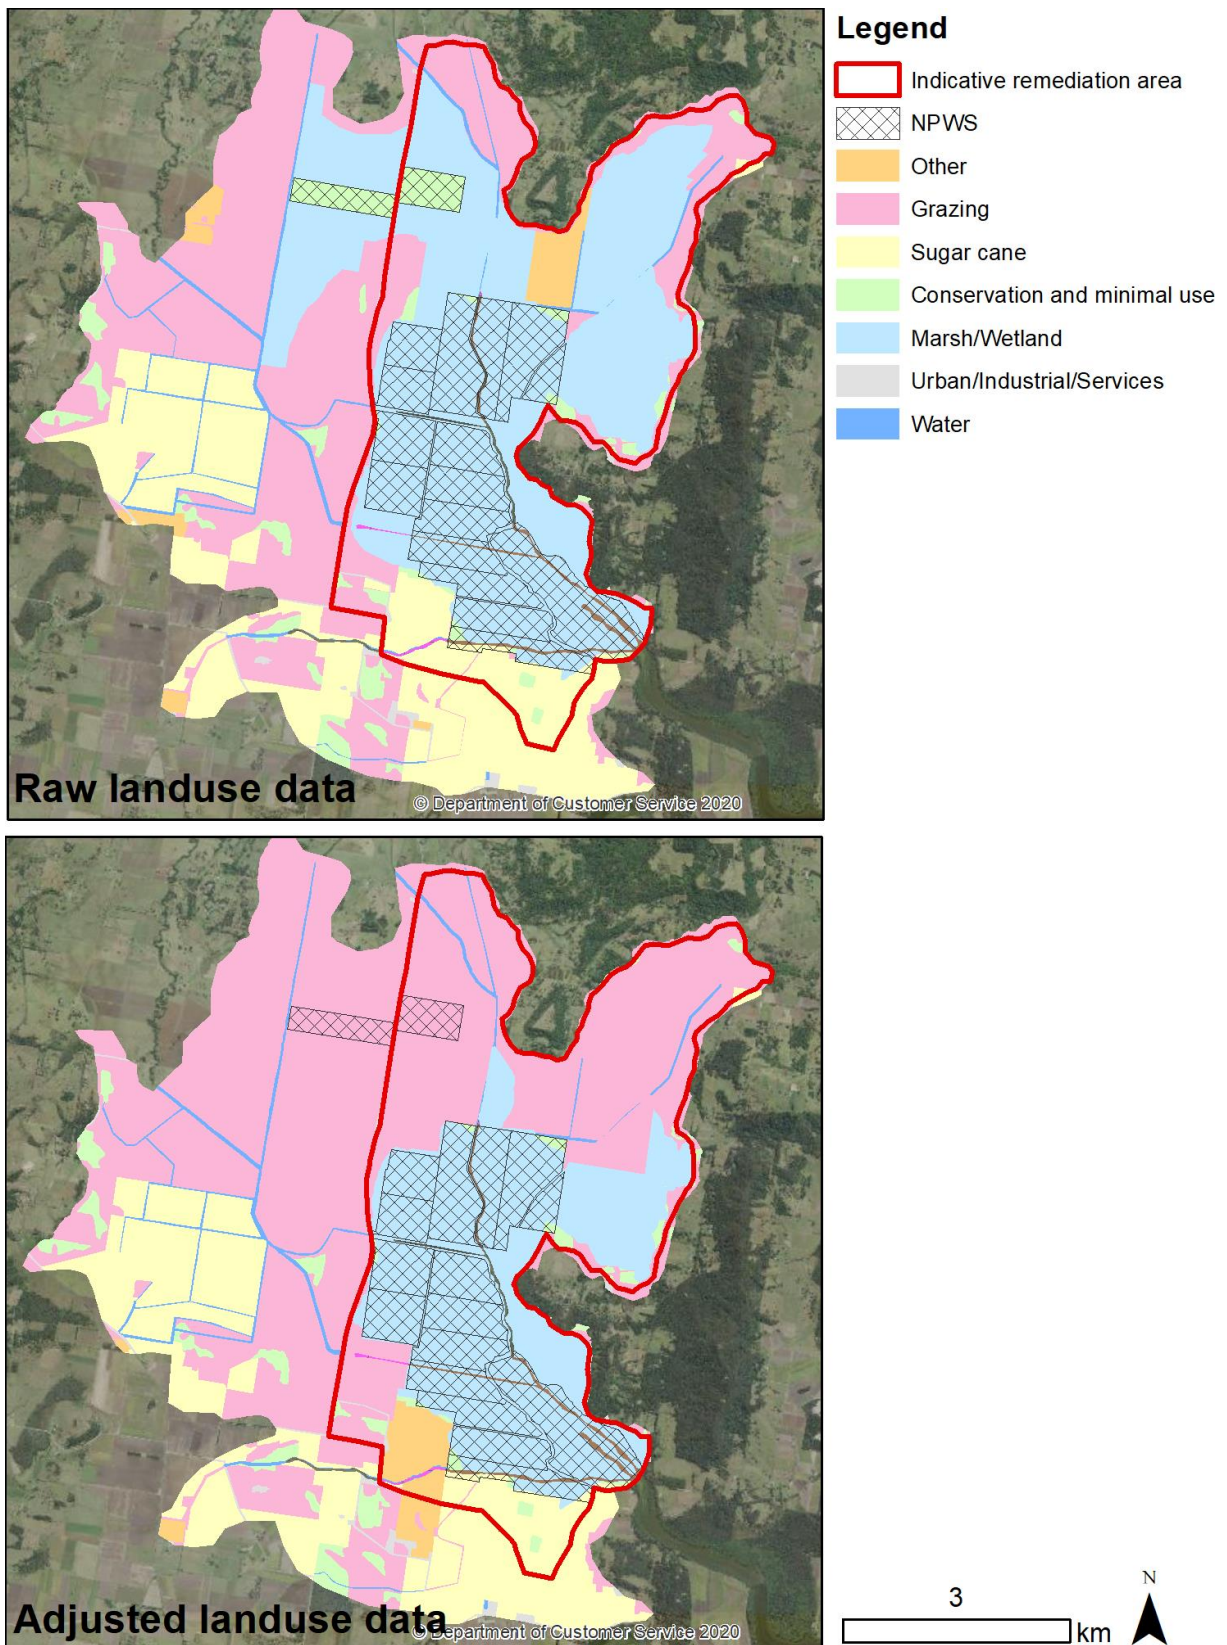 Legend
Indicative remediation area
NPWS
Other
Grazing
Sugar cane
Conservation and minimal use
Marsh/Wetland
Urban/Industrial/Services
Water
Raw landuse data
© Department of Customer Service 2020
Adjusted landuse data
© Department of Customer Service 2020
3
km
N